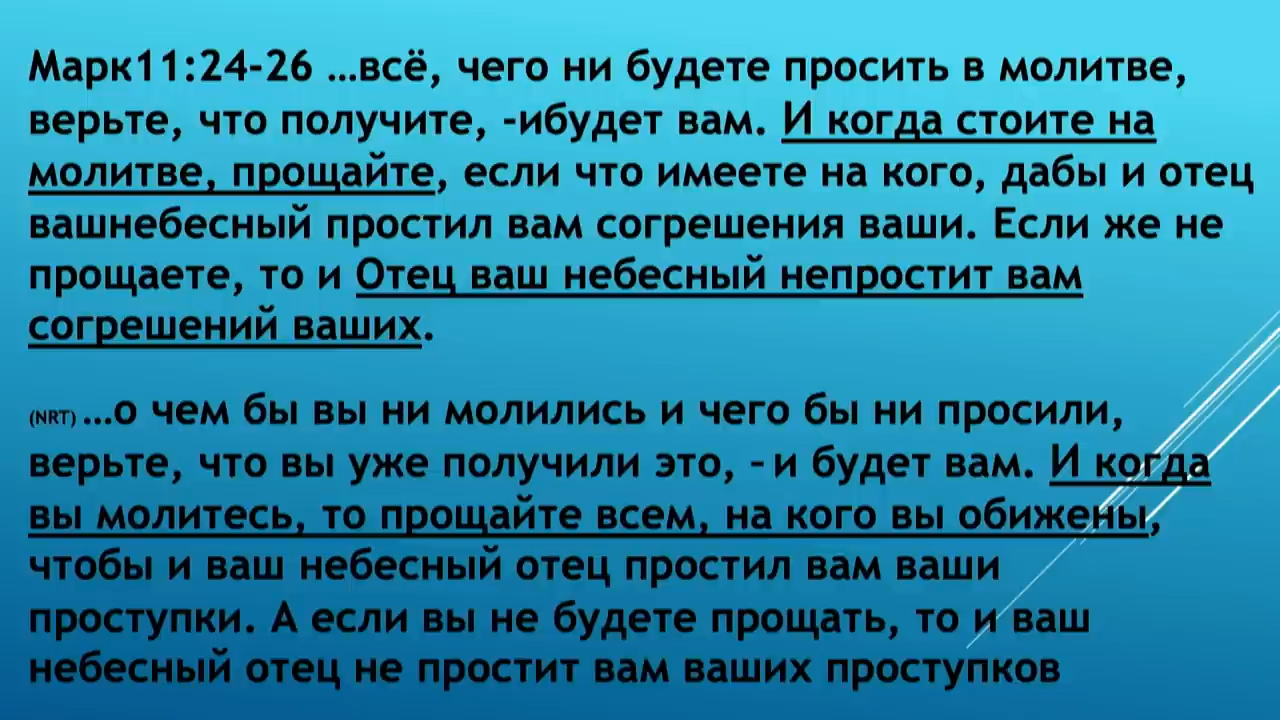 Марк11:24-26 …всё, чего ни будете просить в молитве,
верьте, что получите, -ибудет вам. И когда стоите на
молитве, прощайте, если что имеете на кого, дабы и отец
вашнебесный простил вам согрешения ваши. Если же не
прощаете, то и Отец ваш небесный непростит вам
согрешений ваших.
(NRT) …о чем бы вы ни молились и чего бы ни просили,
верьте, что вы уже получили это, – и будет вам. И когда
вы молитесь, то прощайте всем, на кого вы обижены,
чтобы и ваш небесный отец простил вам ваши
проступки. А если вы не будете прощать, то и ваш
небесный отец не простит вам ваших проступков